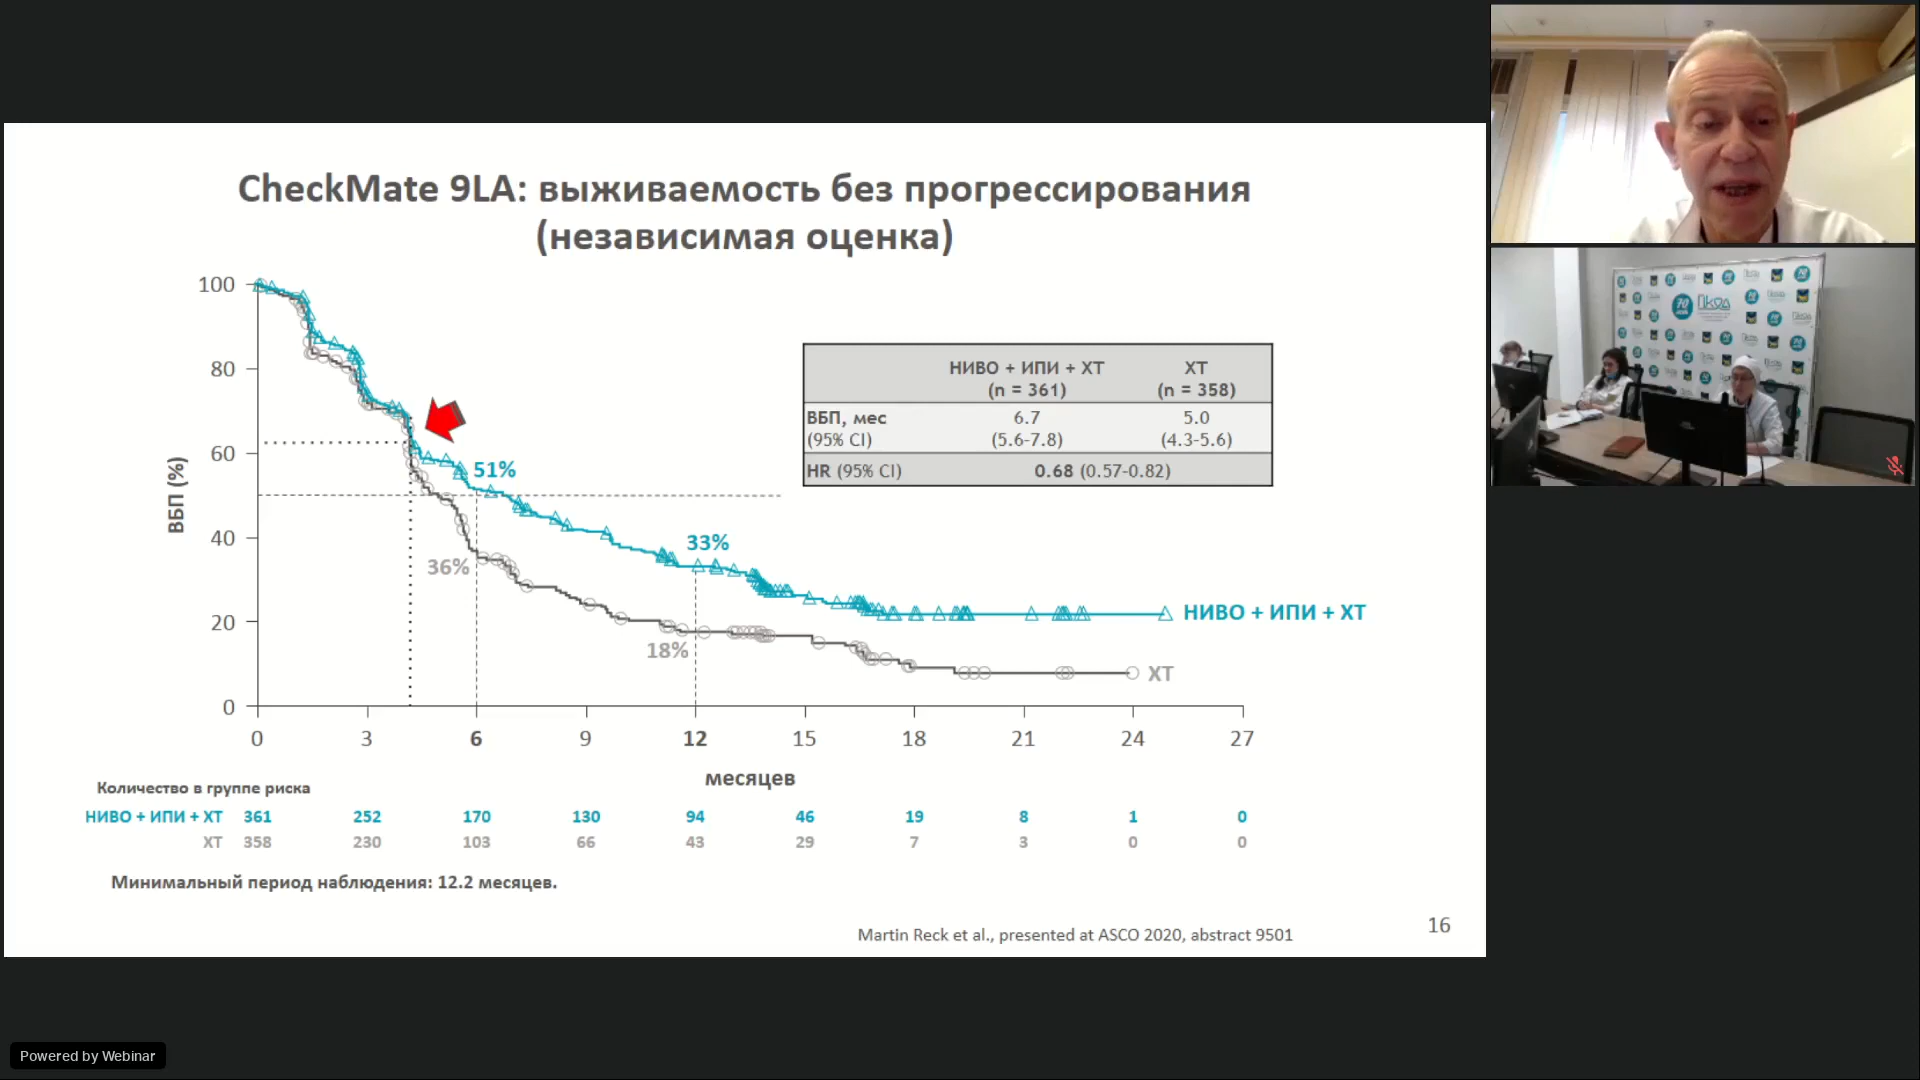 CheckMate 9LA: выживаемость без прогрессирования
(независимая оценка)
100
80
60
40
20
0
ВБП (%)
51%
36%
33%
18%
НИВО + ИПИ + ХТ
ХТ
НИВО + ИПИ + ХТ ХТ
(n = 361) (n = 358)
ВБП, мес 6.7 5.0
(95% CI) (5.6-7.8) (4.3-5.6)
HR (95% CI) 0.68 (0.57-0.82)
0 3 6 9 12 15 18 21 24 27
месяцев
Количество в группе риска
НИВО + ИПИ + ХТ 361 252 170 130 94 46 19 8 1 0
ХТ 358 230 103 66 43 29 7 3 0 0
Минимальный период наблюдения: 12.2 месяцев.
Martin Reck et al., presented at ASCO 2020, abstract 9501
16
70
Powered by Webinar